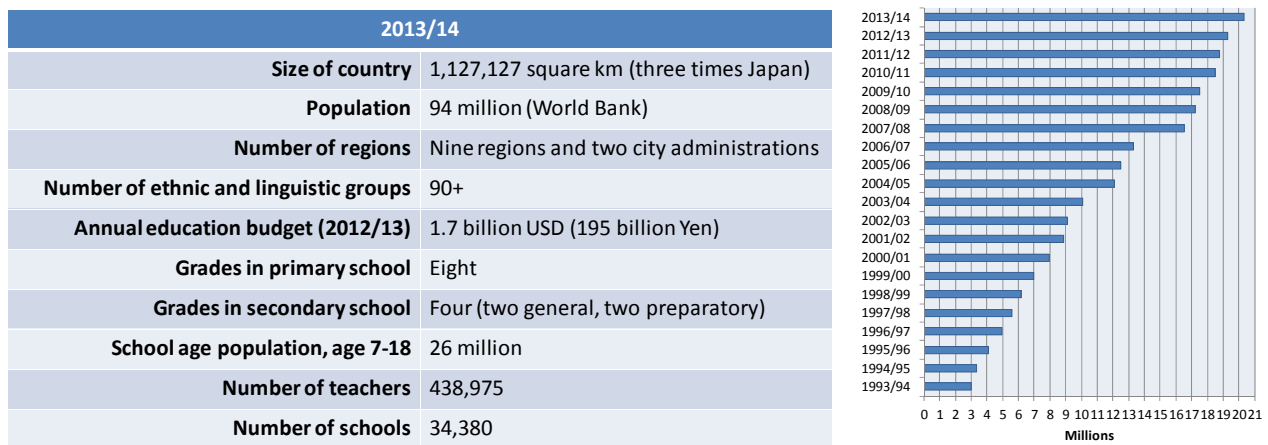 2013/14
Size of country 1,127,127 square km (three times Japan)
Population 94 million (World Bank)
Number of regions Nine regions and two city administrations
Number of ethnic and linguistic groups 90+
Annual education budget (2012/13) 1.7 billion USD (195 billion Yen)
Grades in primary school Eight
Grades in secondary school Four (two general, two preparatory)
School age population, age 7-18 26 million
Number of teachers 438,975
Number of schools 34,380
2013/14
2012/13
2011/12
2010/11
2009/10
2008/09
2007/08
2006/07
2005/06
2004/05
2003/04
2002/03
2001/02
2000/01
1999/00
1998/99
1997/98
1996/97
1995/96
1994/95
1993/94
0 1 2 3 4 5 6 7 8 9 10 11 12 13 14 15 16 17 18 19 20 21
Millions